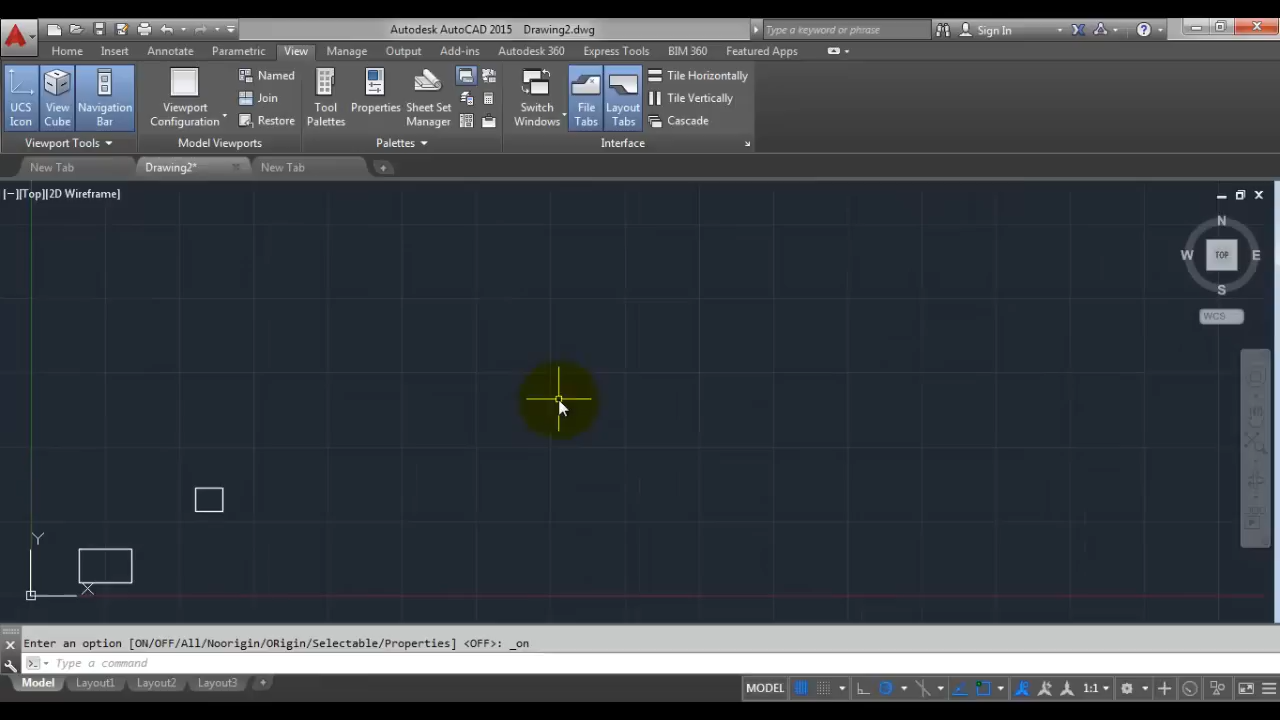 Autodesk AutoCAD 2015 Drawing2.dwg
Type a keyword or phrase
Sign In
Home Insert Annotate Parametric View Manage Output Add-ins Autodesk 360 Express Tools BIM 360 Featured Apps
UCS Icon
View Cube
Navigation Bar
Viewport Configuration
Named
Join
Restore
Tool Palettes
Properties
Sheet Set Manager
Switch Windows
File Tabs
Layout Tabs
Tile Horizontally
Tile Vertically
Cascade
Viewport Tools
Model Viewports
Palettes
Interface
New Tab Drawing2* New Tab
[−][Top][2D Wireframe]
N
W TOP E
S
WCS
Y
X
Enter an option [ON/OFF/All/Noorigin/ORigin/Selectable/Properties] <OFF>: _on
Type a command
Model Layout1 Layout2 Layout3
MODEL
1:1